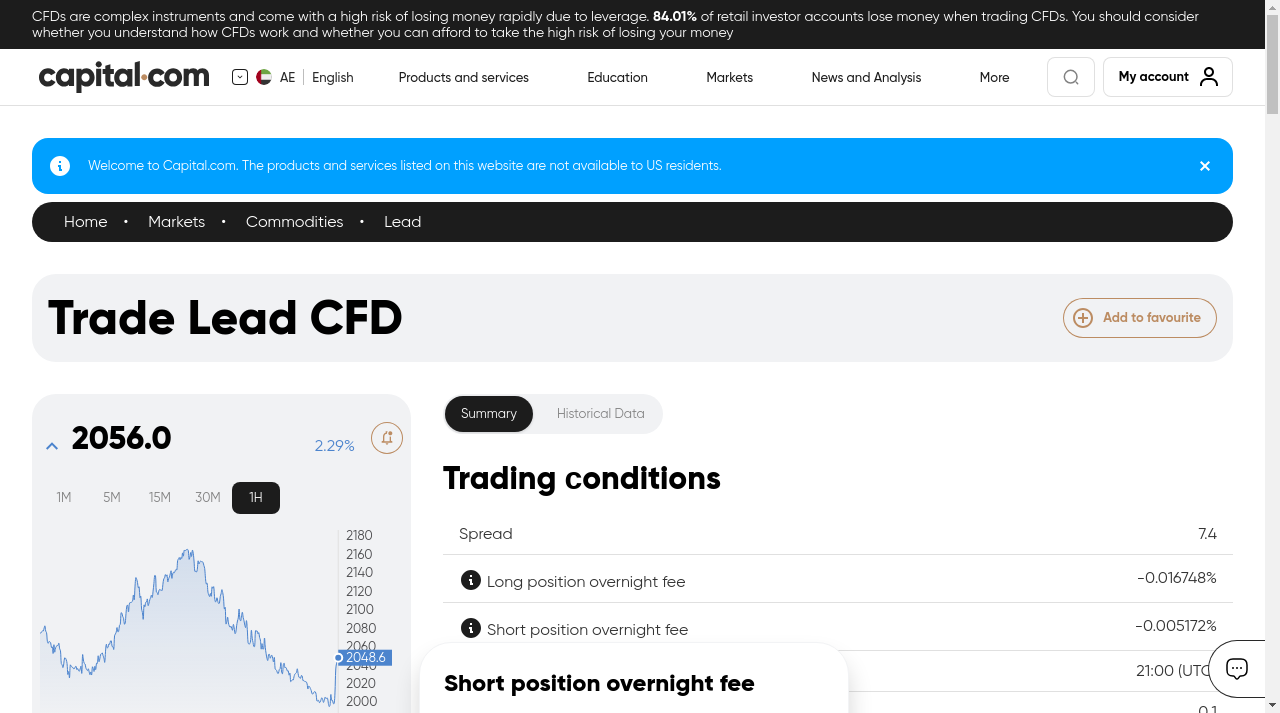 CFDs are complex instruments and come with a high risk of losing money rapidly due to leverage. 84.01% of retail investor accounts lose money when trading CFDs. You should consider
whether you understand how CFDs work and whether you can afford to take the high risk of losing your money
capital.com
AE English
Products and services
Education
Markets
News and Analysis
More
My account
Welcome to Capital.com. The products and services listed on this website are not available to US residents.
Home • Markets • Commodities • Lead
Trade Lead CFD
Add to favourite
2056.0
2.29%
1M 5M 15M 30M 1H
2180
2160
2140
2120
2100
2080
2060
2048.6
2040
2020
2000
Summary
Historical Data
Trading conditions
Spread 7.4
Long position overnight fee -0.016748%
Short position overnight fee -0.005172%
21:00 (UTC)
0.1
Short position overnight fee